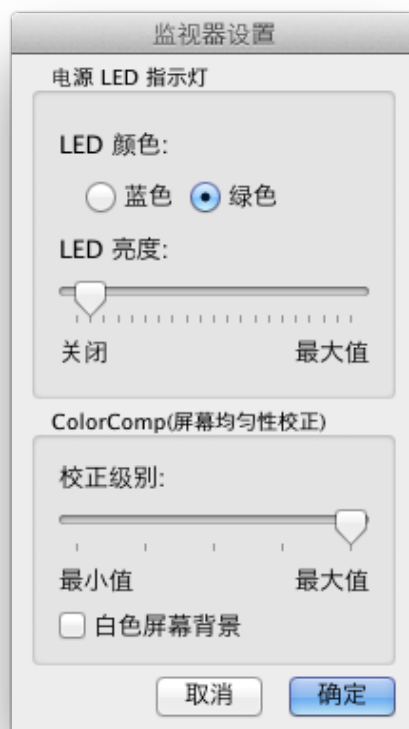 监视器设置
电源 LED 指示灯
LED 颜色:
蓝色 绿色
LED 亮度:
关闭 最大值
ColorComp(屏幕均匀性校正)
校正级别:
最小值 最大值
白色屏幕背景
取消 确定